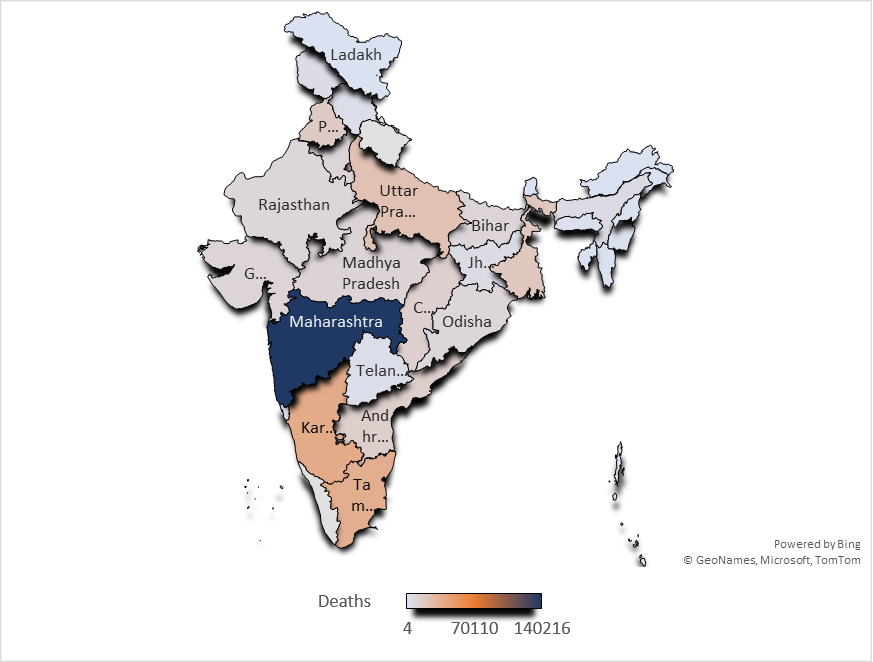 Ladakh
P...
Uttar
Pra...
Rajasthan
Bihar
Jh...
G...
Madhya
Pradesh
C...
Maharashtra
Odisha
Telan...
And
hr...
Kar...
Ta
m...
Powered by Bing
© GeoNames, Microsoft, TomTom
Deaths
4 70110 140216